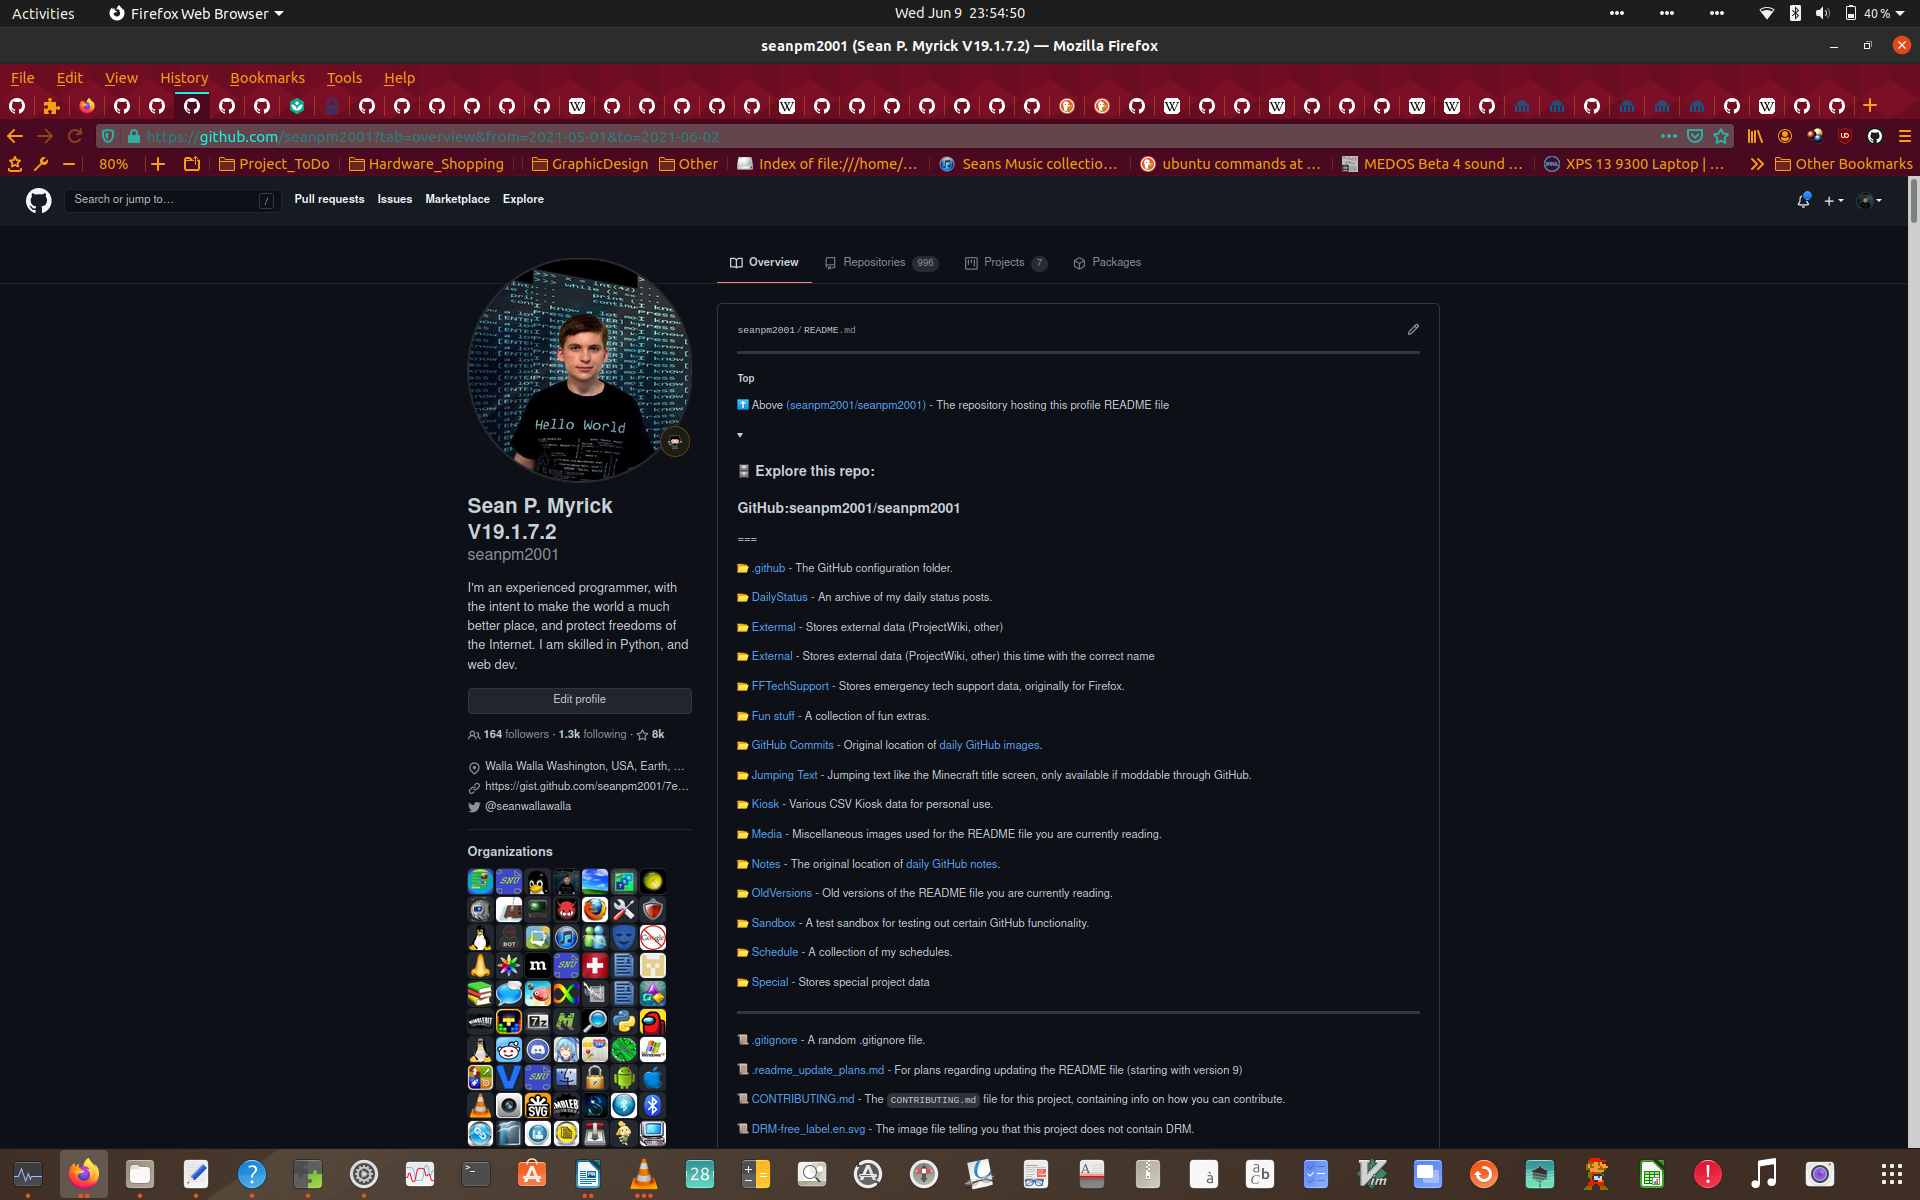 Activities
Firefox Web Browser
Wed Jun 9 23:54:50
40 %
seanpm2001 (Sean P. Myrick V19.1.7.2) — Mozilla Firefox
File Edit View History Bookmarks Tools Help
https://github.com/seanpm2001?tab=overview&from=2021-05-01&to=2021-06-02
80%
Project_ToDo
Hardware_Shopping
GraphicDesign
Other
Index of file:///home/...
Seans Music collectio...
ubuntu commands at ...
MEDOS Beta 4 sound ...
XPS 13 9300 Laptop | ...
Other Bookmarks
Search or jump to...
/
Pull requests
Issues
Marketplace
Explore
Overview
Repositories 996
Projects 7
Packages
Hello World
Sean P. Myrick
V19.1.7.2
seanpm2001
I'm an experienced programmer, with
the intent to make the world a much
better place, and protect freedoms of
the Internet. I am skilled in Python, and
web dev.
Edit profile
164 followers · 1.3k following · 8k
Walla Walla Washington, USA, Earth, ...
https://gist.github.com/seanpm2001/7e...
@seanwallawalla
Organizations
seanpm2001/README.md
Top
Above (seanpm2001/seanpm2001) - The repository hosting this profile README file
Explore this repo:
GitHub:seanpm2001/seanpm2001
===
.github - The GitHub configuration folder.
DailyStatus - An archive of my daily status posts.
Extermal - Stores external data (ProjectWiki, other)
External - Stores external data (ProjectWiki, other) this time with the correct name
FFTechSupport - Stores emergency tech support data, originally for Firefox.
Fun stuff - A collection of fun extras.
GitHub Commits - Original location of daily GitHub images.
Jumping Text - Jumping text like the Minecraft title screen, only available if moddable through GitHub.
Kiosk - Various CSV Kiosk data for personal use.
Media - Miscellaneous images used for the README file you are currently reading.
Notes - The original location of daily GitHub notes.
OldVersions - Old versions of the README file you are currently reading.
Sandbox - A test sandbox for testing out certain GitHub functionality.
Schedule - A collection of my schedules.
Special - Stores special project data
.gitignore - A random .gitignore file.
.readme_update_plans.md - For plans regarding updating the README file (starting with version 9)
CONTRIBUTING.md - The CONTRIBUTING.md file for this project, containing info on how you can contribute.
DRM-free_label.en.svg - The image file telling you that this project does not contain DRM.
28